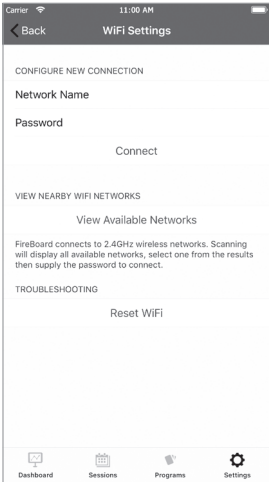 Carrier 11:00 AM
Back WiFi Settings
CONFIGURE NEW CONNECTION
Network Name
Password
Connect
VIEW NEARBY WIFI NETWORKS
View Available Networks
FireBoard connects to 2.4GHz wireless networks. Scanning
will display all available networks, select one from the results
then supply the password to connect.
TROUBLESHOOTING
Reset WiFi
Dashboard Sessions Programs Settings